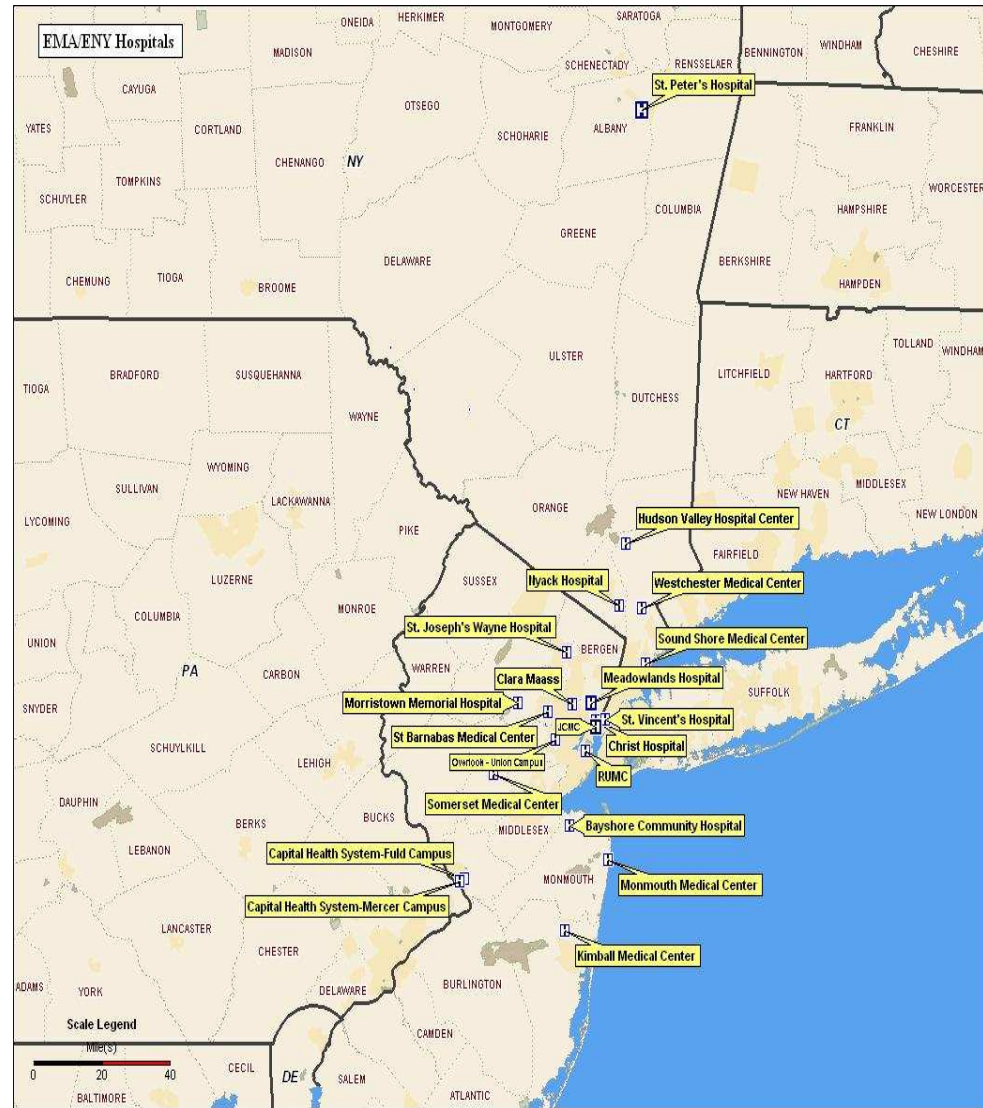 EMA/ENY Hospitals
ONEIDA
HERKIMER
MONTGOMERY
SARATOGA
MADISON
SCHENECTADY
RENSSELAER
BENNINGTON
WINDHAM
CHESHIRE
St. Peter's Hospital
CAYUGA
YATES
CORTLAND
OTSEGO
SCHOHARIE
ALBANY
FRANKLIN
CHENANGO
NY
TOMPKINS
SCHUYLER
WORCESTER
HAMPSHIRE
COLUMBIA
GREENE
DELAWARE
BERKSHIRE
CHEMUNG
TIOGA
BROOME
HAMPDEN
TOLLAND
WINDHAM
ULSTER
LITCHFIELD
HARTFORD
TIOGA
BRADFORD
SUSQUEHANNA
DUTCHESS
WAYNE
CT
WYOMING
SULLIVAN
LACKAWANNA
MIDDLESEX
NEW HAVEN
LYCOMING
ORANGE
NEW LONDON
Hudson Valley Hospital Center
PIKE
FAIRFIELD
LUZERNE
SUSSEX
Nyack Hospital
Westchester Medical Center
MONROE
COLUMBIA
St. Joseph's Wayne Hospital
UNION
Sound Shore Medical Center
BERGEN
PA
CARBON
WARREN
Clara Maass
Meadowlands Hospital
SUFFOLK
Morristown Memorial Hospital
SNYDER
St. Vincent's Hospital
JCMC
St Barnabas Medical Center
Christ Hospital
SCHUYLKILL
LEHIGH
Overlook - Union Campus
RUMC
DAUPHIN
Somerset Medical Center
BUCKS
BERKS
MIDDLESEX
Bayshore Community Hospital
LEBANON
Capital Health System-Fuld Campus
MONMOUTH
Monmouth Medical Center
Capital Health System-Mercer Campus
LANCASTER
CHESTER
Kimball Medical Center
ADAMS
YORK
DELAWARE
BURLINGTON
Scale Legend
Mile(s)
0 20 40
CAMDEN
CECIL
DE
SALEM
BALTIMORE
ATLANTIC